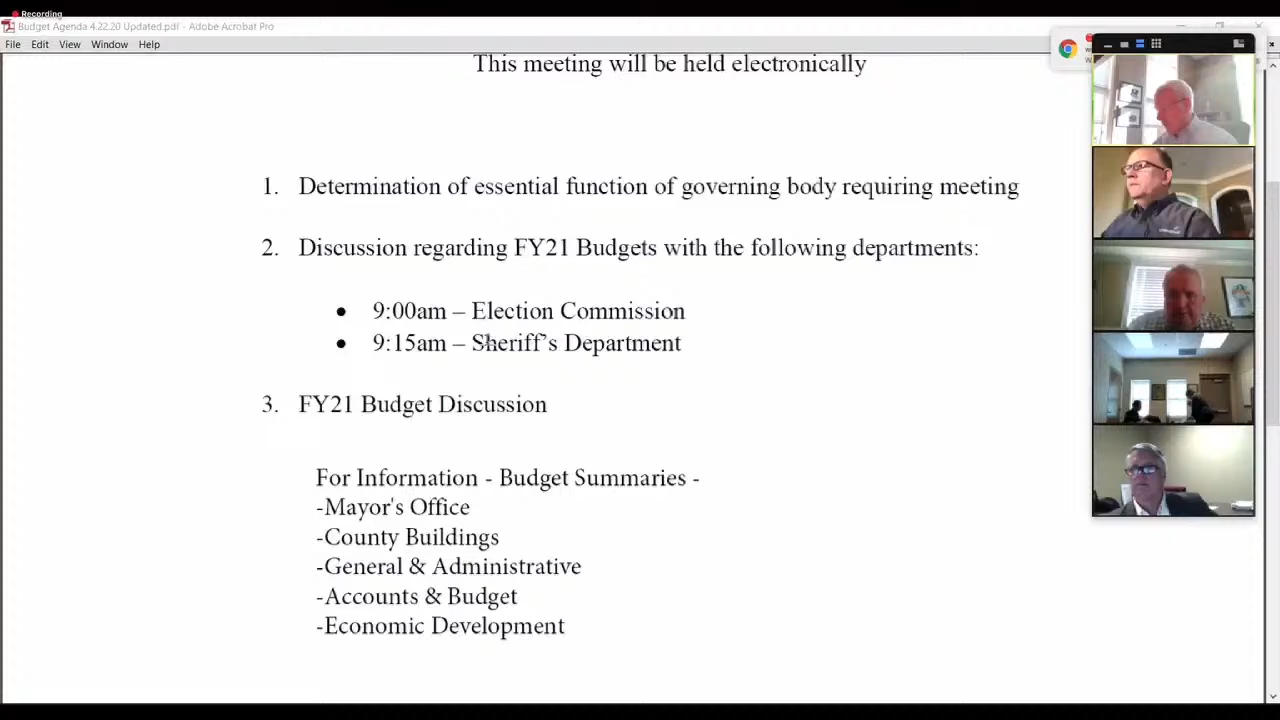 Recording
Budget Agenda 4.22.20 Updated.pdf - Adobe Acrobat Pro
File Edit View Window Help
This meeting will be held electronically
1. Determination of essential function of governing body requiring meeting
2. Discussion regarding FY21 Budgets with the following departments:
• 9:00am – Election Commission
• 9:15am – Sheriff’s Department
3. FY21 Budget Discussion
For Information - Budget Summaries -
-Mayor's Office
-County Buildings
-General & Administrative
-Accounts & Budget
-Economic Development